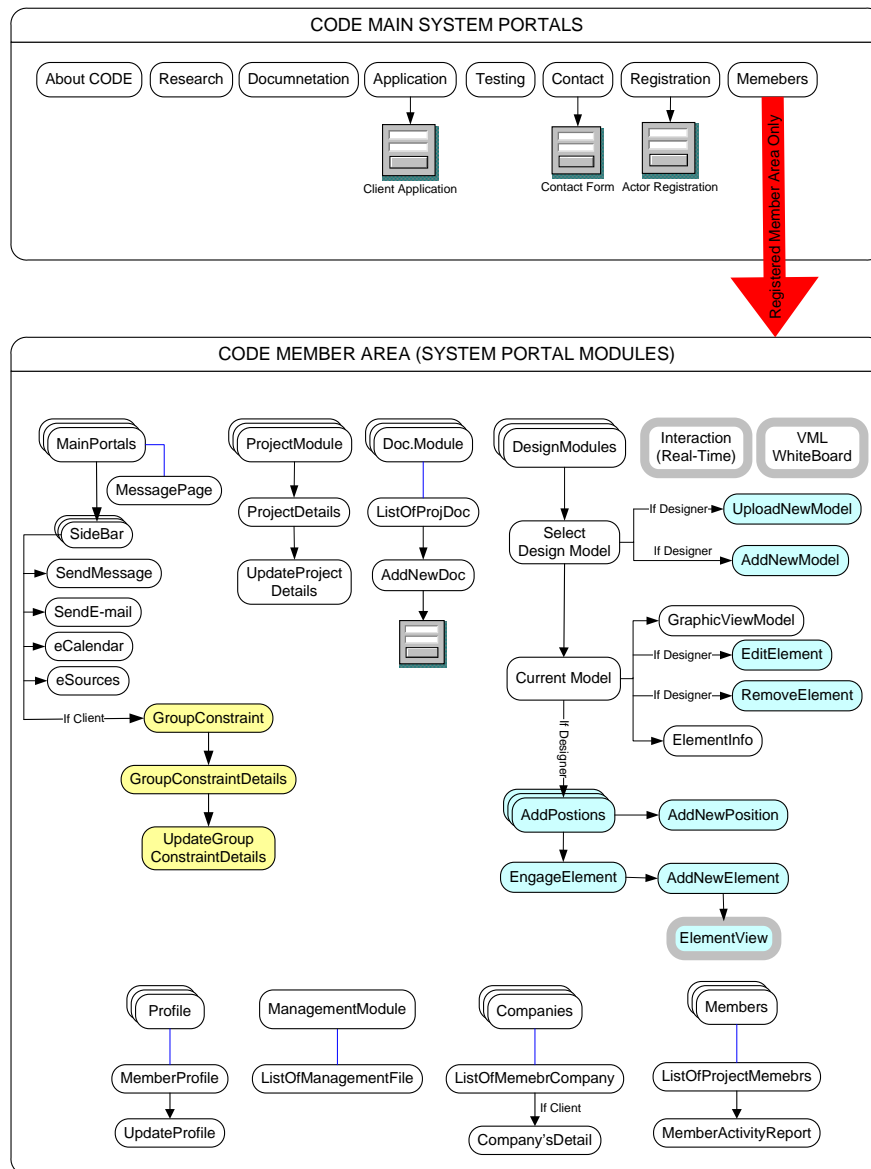 CODE MAIN SYSTEM PORTALS
About CODE
Research
Documnetation
Application
Testing
Contact
Registration
Memebers
Client Application
Contact Form
Actor Registration
Registered Member Area Only
CODE MEMBER AREA (SYSTEM PORTAL MODULES)
MainPortals
MessagePage
SideBar
SendMessage
SendE-mail
eCalendar
eSources
If Client
GroupConstraint
GroupConstraintDetails
UpdateGroup
ConstraintDetails
ProjectModule
ProjectDetails
UpdateProject
Details
Doc.Module
ListOfProjDoc
AddNewDoc
DesignModules
Interaction
(Real-Time)
VML
WhiteBoard
Select
Design Model
If Designer
UploadNewModel
If Designer
AddNewModel
Current Model
GraphicViewModel
If Designer
EditElement
If Designer
RemoveElement
ElementInfo
If Designer
AddPostions
AddNewPosition
EngageElement
AddNewElement
ElementView
Profile
MemberProfile
UpdateProfile
ManagementModule
ListOfManagementFile
Companies
ListOfMemebrCompany
If Client
Company'sDetail
Members
ListOfProjectMemebrs
MemberActivityReport